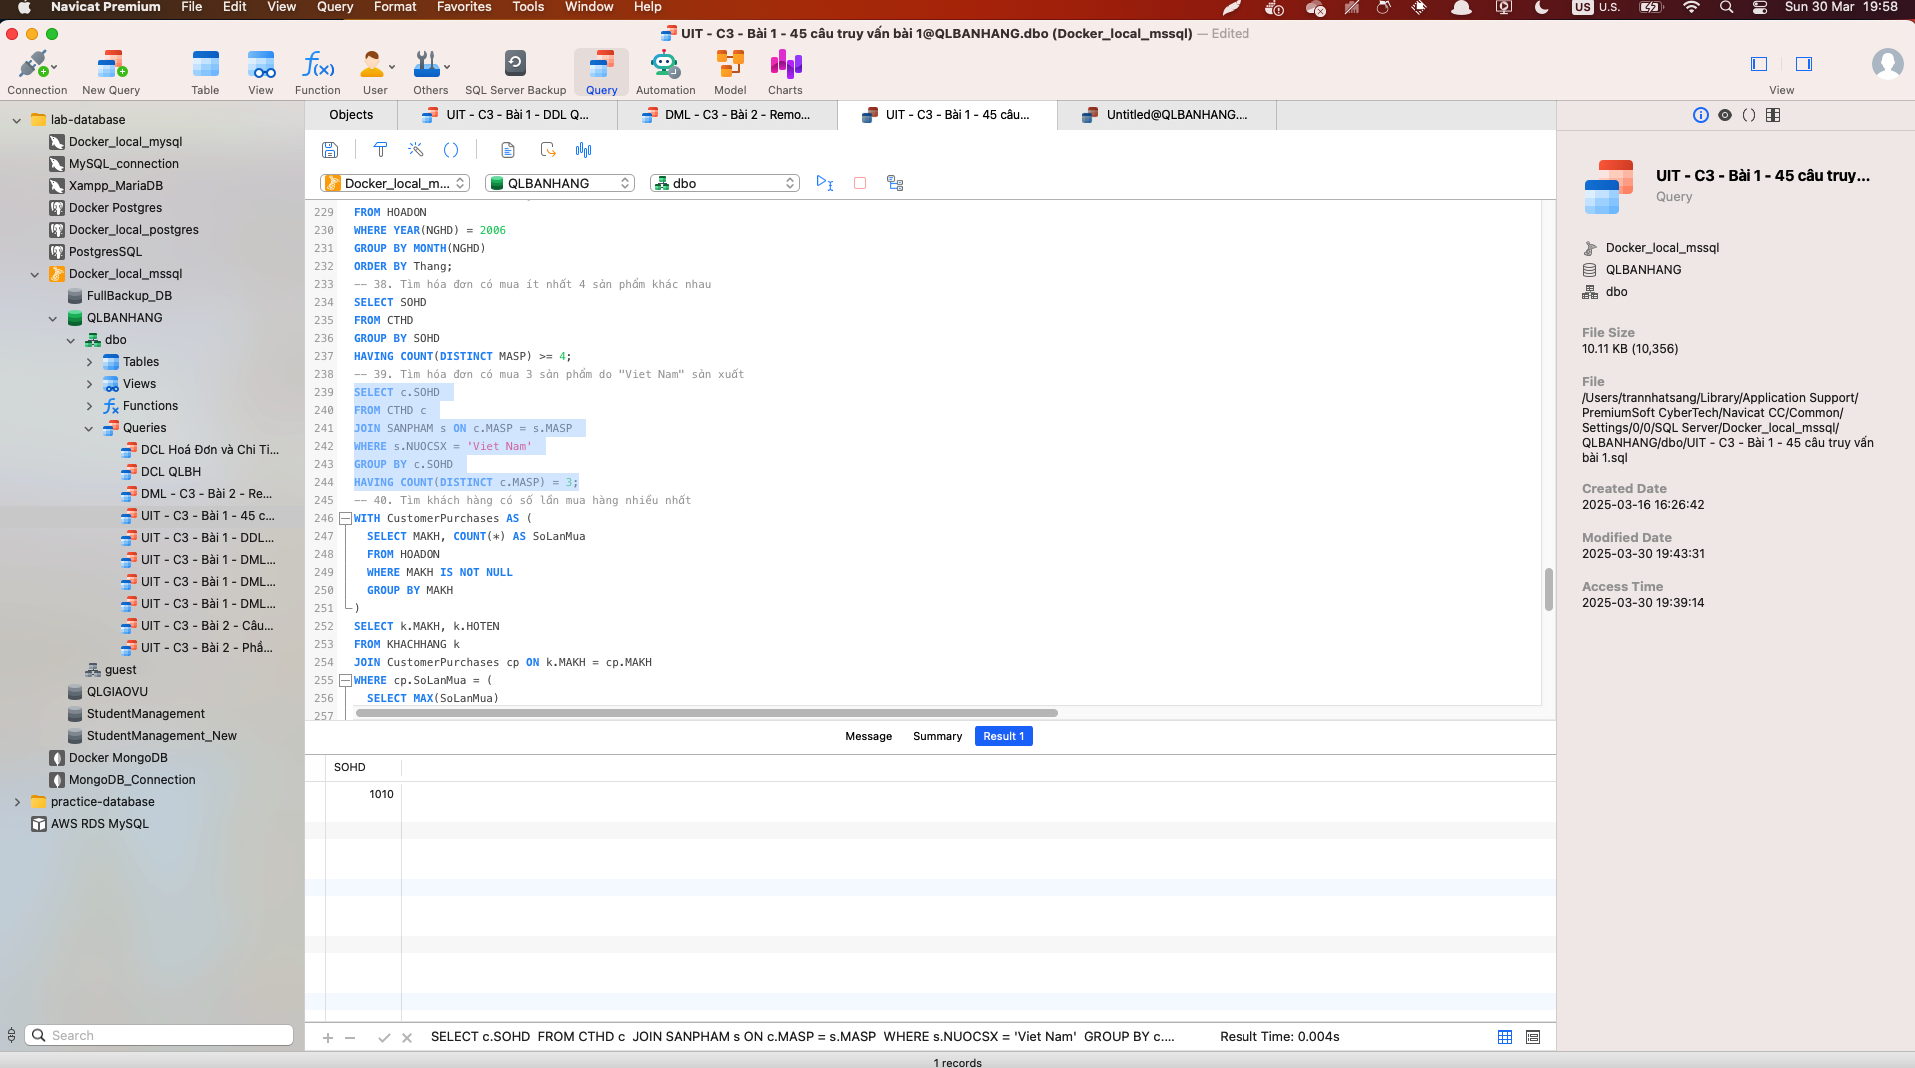 Navicat Premium File Edit View Query Format Favorites Tools Window Help US U.S. Sun 30 Mar 19:58
UIT - C3 - Bài 1 - 45 câu truy vấn bài 1@QLBANHANG.dbo (Docker_local_mssql) — Edited
Connection New Query Table View Function User Others SQL Server Backup Query Automation Model Charts View
Objects UIT - C3 - Bài 1 - DDL Q... DML - C3 - Bài 2 - Remo... UIT - C3 - Bài 1 - 45 câu... Untitled@QLBANHANG....
Docker_local_m... QLBANHANG dbo
lab-database
Docker_local_mysql
MySQL_connection
Xampp_MariaDB
Docker Postgres
Docker_local_postgres
PostgresSQL
Docker_local_mssql
FullBackup_DB
QLBANHANG
dbo
Tables
Views
Functions
Queries
DCL Hoá Đơn và Chi Ti...
DCL QLBH
DML - C3 - Bài 2 - Re...
UIT - C3 - Bài 1 - 45 c...
UIT - C3 - Bài 1 - DDL...
UIT - C3 - Bài 1 - DML...
UIT - C3 - Bài 1 - DML...
UIT - C3 - Bài 1 - DML...
UIT - C3 - Bài 2 - Câu...
UIT - C3 - Bài 2 - Phầ...
guest
QLGIAOVU
StudentManagement
StudentManagement_New
Docker MongoDB
MongoDB_Connection
practice-database
AWS RDS MySQL
Search
229 FROM HOADON
230 WHERE YEAR(NGHD) = 2006
231 GROUP BY MONTH(NGHD)
232 ORDER BY Thang;
233 -- 38. Tìm hóa đơn có mua ít nhất 4 sản phẩm khác nhau
234 SELECT SOHD
235 FROM CTHD
236 GROUP BY SOHD
237 HAVING COUNT(DISTINCT MASP) >= 4;
238 -- 39. Tìm hóa đơn có mua 3 sản phẩm do "Viet Nam" sản xuất
239 SELECT c.SOHD
240 FROM CTHD c
241 JOIN SANPHAM s ON c.MASP = s.MASP
242 WHERE s.NUOCSX = 'Viet Nam'
243 GROUP BY c.SOHD
244 HAVING COUNT(DISTINCT c.MASP) = 3;
245 -- 40. Tìm khách hàng có số lần mua hàng nhiều nhất
246 WITH CustomerPurchases AS (
247 SELECT MAKH, COUNT(*) AS SoLanMua
248 FROM HOADON
249 WHERE MAKH IS NOT NULL
250 GROUP BY MAKH
251 )
252 SELECT k.MAKH, k.HOTEN
253 FROM KHACHHANG k
254 JOIN CustomerPurchases cp ON k.MAKH = cp.MAKH
255 WHERE cp.SoLanMua = (
256 SELECT MAX(SoLanMua)
257
Message Summary Result 1
SOHD
1010
SELECT c.SOHD FROM CTHD c JOIN SANPHAM s ON c.MASP = s.MASP WHERE s.NUOCSX = 'Viet Nam' GROUP BY c.... Result Time: 0.004s
1 records
UIT - C3 - Bài 1 - 45 câu truy...
Query
Docker_local_mssql
QLBANHANG
dbo
File Size
10.11 KB (10,356)
File
/Users/trannhatsang/Library/Application Support/
PremiumSoft CyberTech/Navicat CC/Common/
Settings/0/0/SQL Server/Docker_local_mssql/
QLBANHANG/dbo/UIT - C3 - Bài 1 - 45 câu truy vấn
bài 1.sql
Created Date
2025-03-16 16:26:42
Modified Date
2025-03-30 19:43:31
Access Time
2025-03-30 19:39:14